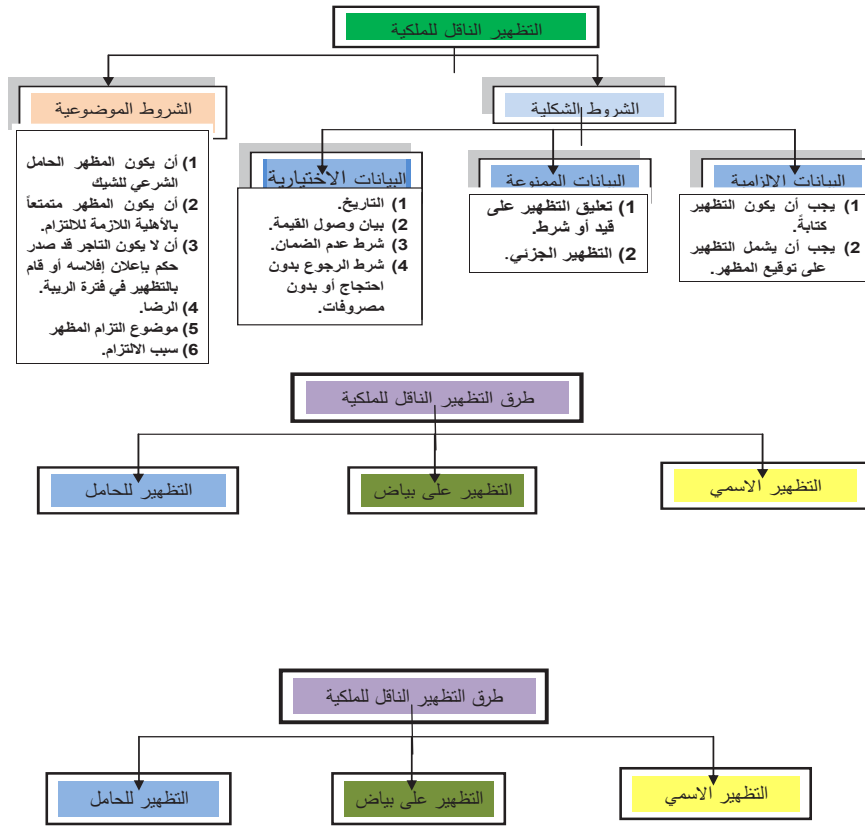 التظهير الناقل للملكية
الشروط الشكلية
الشروط الموضوعية
البيانات الالزامية
1) يجب أن يكون التظهير
كتابةً.
2) يجب أن يشمل التظهير
على توقيع المظهر.
البيانات الممنوعة
1) تعليق التظهير على
قيد أو شرط.
2) التظهير الجزئي.
البيانات الاختيارية
1) التاريخ.
2) بيان وصول القيمة.
3) شرط عدم الضمان.
4) شرط الرجوع بدون
احتجاج أو بدون
مصروفات.
1) أن يكون المظهر الحامل
الشرعي للشيك
2) أن يكون المظهر متمتعاً
بالأهلية اللازمة للالتزام.
3) أن لا يكون التاجر قد صدر
حكم بإعلان إفلاسه أو قام
بالتظهير في فترة الريبة.
4) الرضا.
5) موضوع التزام المظهر
6) سبب الالتزام.
طرق التظهير الناقل للملكية
التظهير الاسمي
التظهير على بياض
التظهير للحامل
طرق التظهير الناقل للملكية
التظهير الاسمي
التظهير على بياض
التظهير للحامل